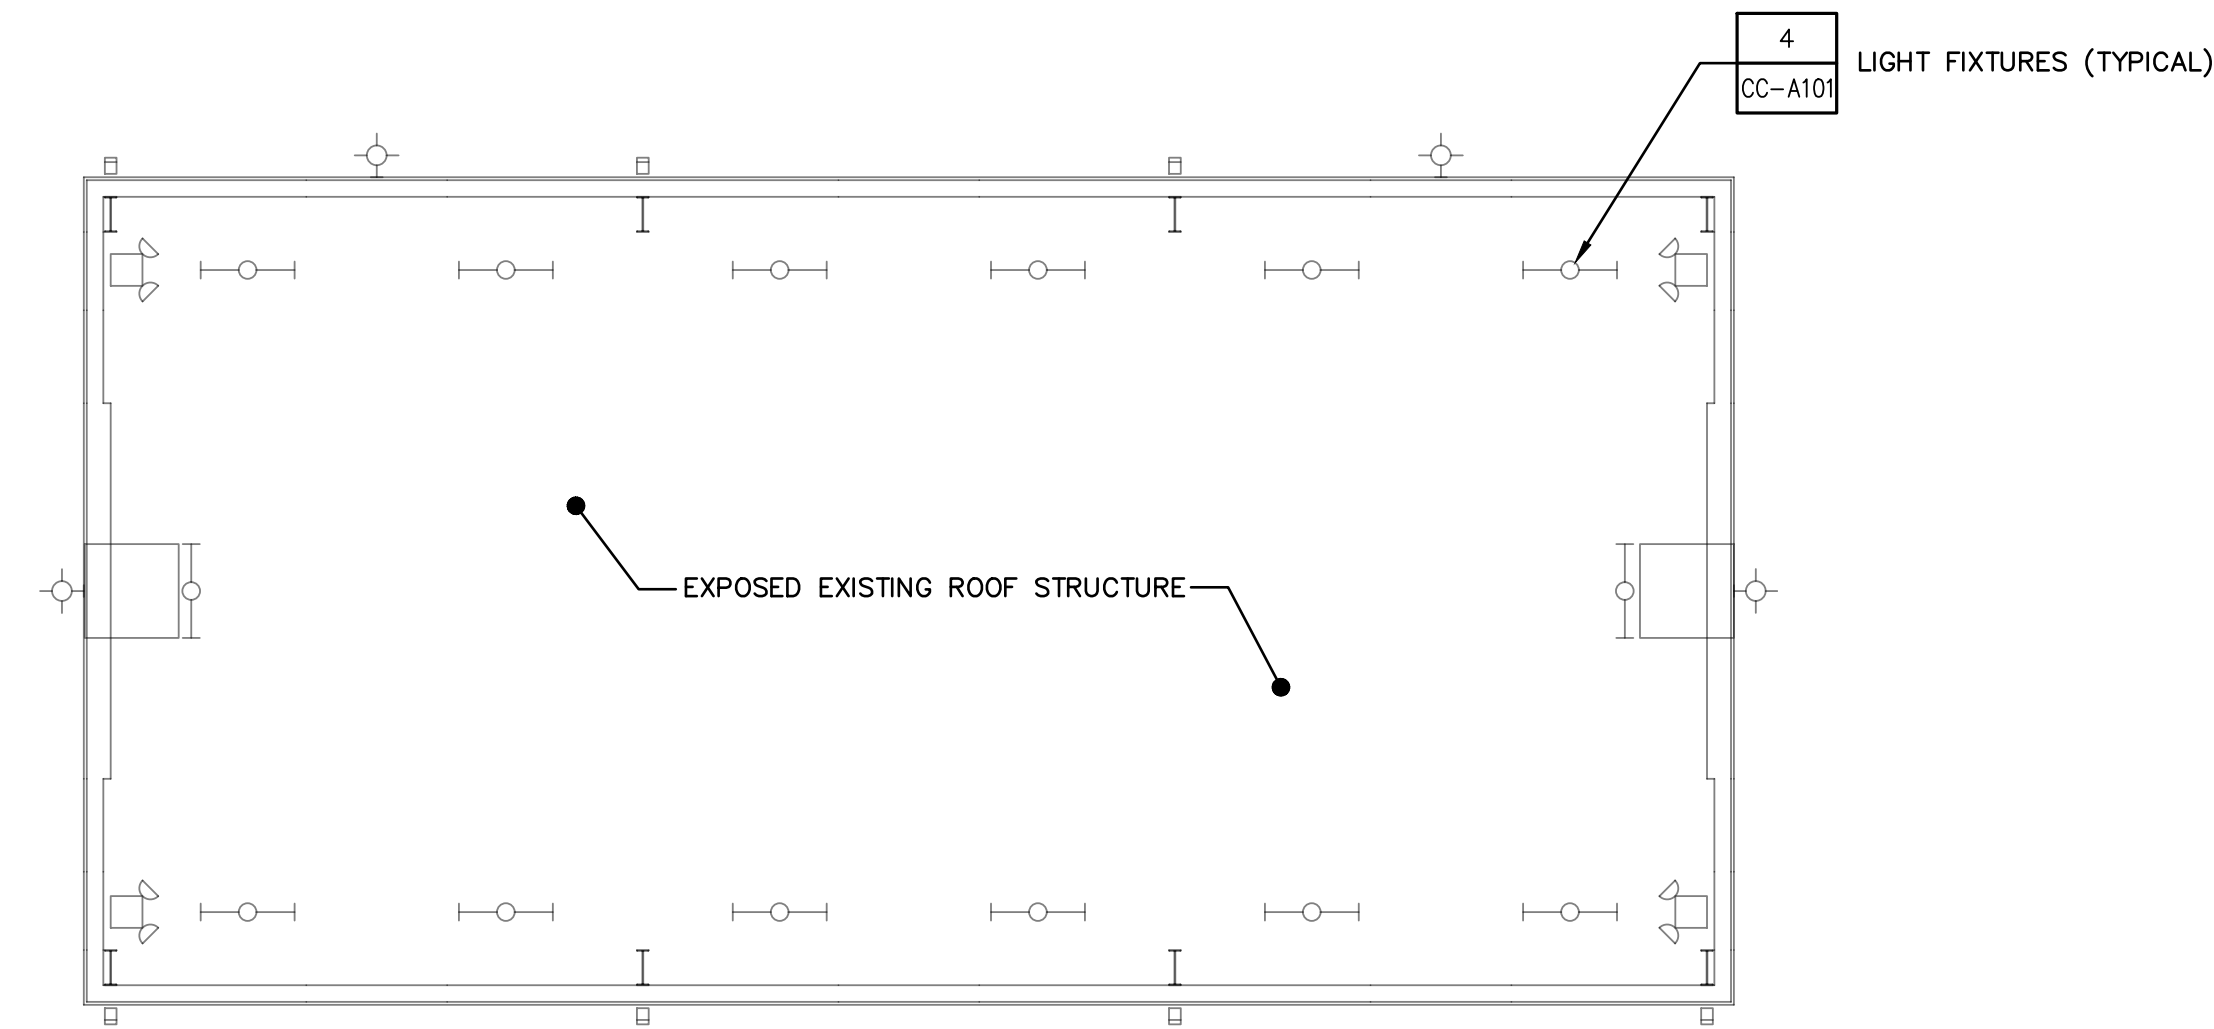 4
LIGHT FIXTURES (TYPICAL)
CC-A101
EXPOSED EXISTING ROOF STRUCTURE